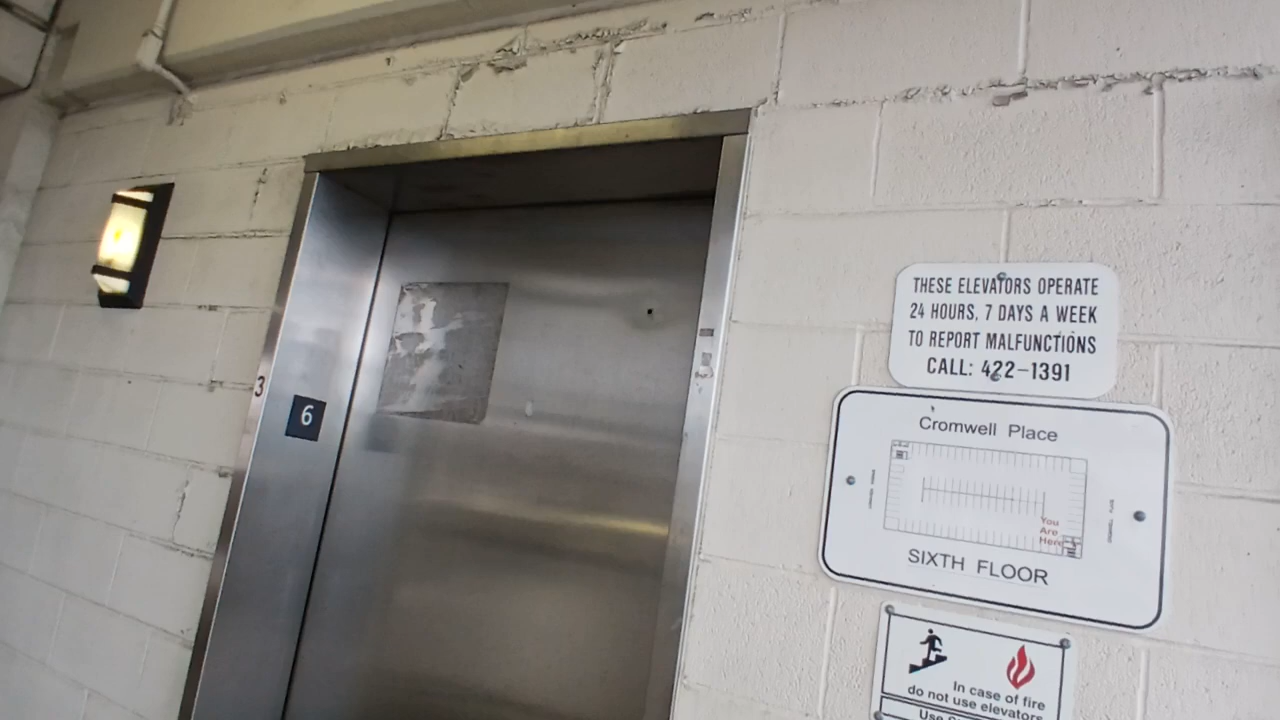 THESE ELEVATORS OPERATE
24 HOURS, 7 DAYS A WEEK
TO REPORT MALFUNCTIONS
CALL: 422-1391
3
6
Cromwell Place
You
Are
Here
SIXTH FLOOR
In case of fire
do not use elevators
Use